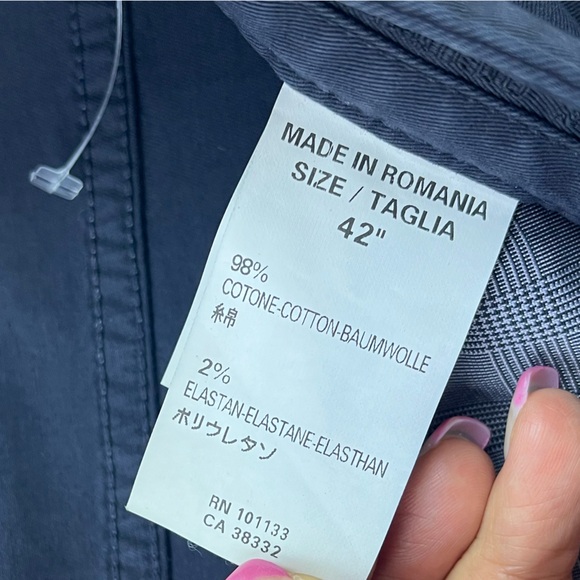 MADE IN ROMANIA
SIZE / TAGLIA
42"
98%
COTONE-COTTON-BAUMWOLLE
綿帛
2%
ELASTAN-ELASTANE-ELASTHAN
ポリウレタン
RN 101133
CA 38332